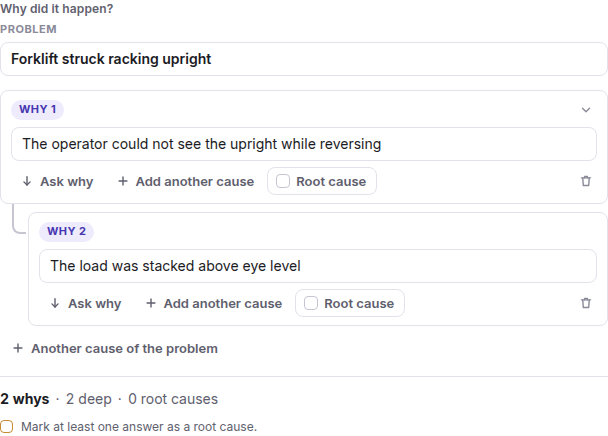 Why did it happen?
PROBLEM
Forklift struck racking upright
WHY 1
The operator could not see the upright while reversing
Ask why Add another cause Root cause
WHY 2
The load was stacked above eye level
Ask why Add another cause Root cause
Another cause of the problem
2 whys · 2 deep · 0 root causes
Mark at least one answer as a root cause.